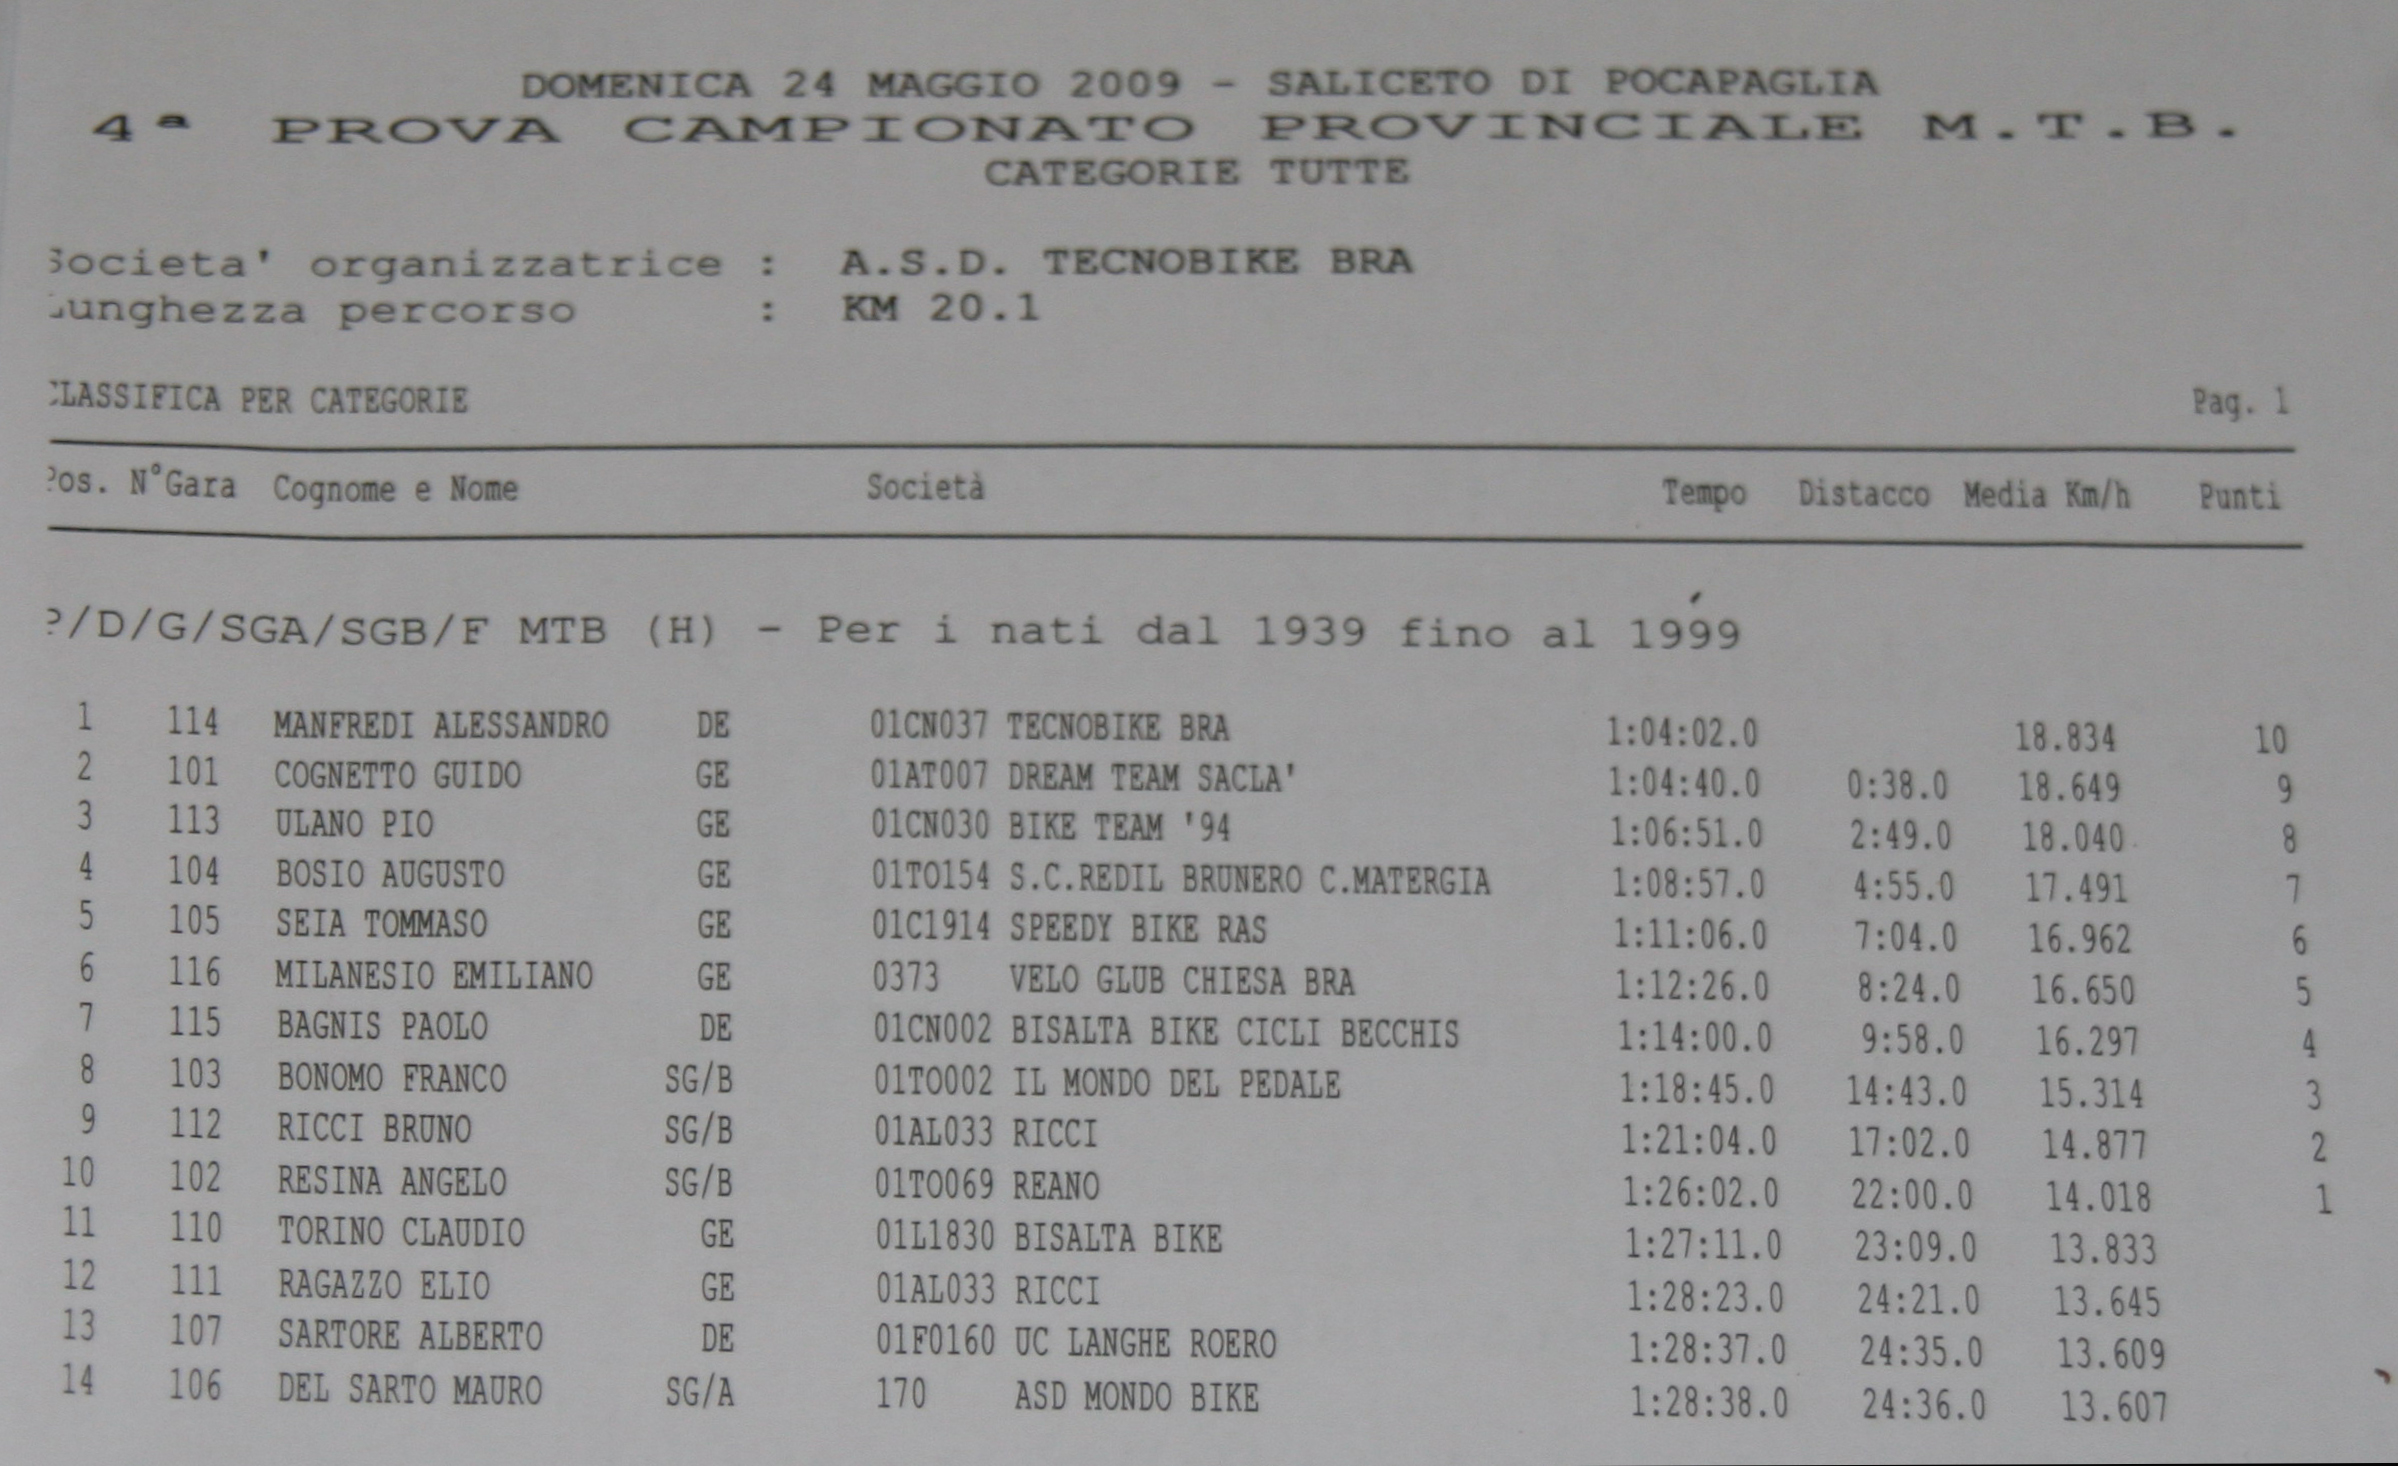 DOMENICA 24 MAGGIO 2009 - SALICETO DI POCAPAGLIA
4ª PROVA CAMPIONATO PROVINCIALE M.T.B.
CATEGORIE TUTTE
Societa' organizzatrice : A.S.D. TECNOBIKE BRA
Lunghezza percorso : KM 20.1
CLASSIFICA PER CATEGORIE Pag. 1
Pos. N°Gara Cognome e Nome Società Tempo Distacco Media Km/h Punti
P/D/G/SGA/SGB/F MTB (H) - Per i nati dal 1939 fino al 1999
1 114 MANFREDI ALESSANDRO DE 01CN037 TECNOBIKE BRA 1:04:02.0 18.834 10
2 101 COGNETTO GUIDO GE 01AT007 DREAM TEAM SACLA' 1:04:40.0 0:38.0 18.649 9
3 113 ULANO PIO GE 01CN030 BIKE TEAM '94 1:06:51.0 2:49.0 18.040 8
4 104 BOSIO AUGUSTO GE 01TO154 S.C.REDIL BRUNERO C.MATERGIA 1:08:57.0 4:55.0 17.491 7
5 105 SEIA TOMMASO GE 01C1914 SPEEDY BIKE RAS 1:11:06.0 7:04.0 16.962 6
6 116 MILANESIO EMILIANO GE 0373 VELO GLUB CHIESA BRA 1:12:26.0 8:24.0 16.650 5
7 115 BAGNIS PAOLO DE 01CN002 BISALTA BIKE CICLI BECCHIS 1:14:00.0 9:58.0 16.297 4
8 103 BONOMO FRANCO SG/B 01TO002 IL MONDO DEL PEDALE 1:18:45.0 14:43.0 15.314 3
9 112 RICCI BRUNO SG/B 01AL033 RICCI 1:21:04.0 17:02.0 14.877 2
10 102 RESINA ANGELO SG/B 01TO069 REANO 1:26:02.0 22:00.0 14.018 1
11 110 TORINO CLAUDIO GE 01L1830 BISALTA BIKE 1:27:11.0 23:09.0 13.833
12 111 RAGAZZO ELIO GE 01AL033 RICCI 1:28:23.0 24:21.0 13.645
13 107 SARTORE ALBERTO DE 01F0160 UC LANGHE ROERO 1:28:37.0 24:35.0 13.609
14 106 DEL SARTO MAURO SG/A 170 ASD MONDO BIKE 1:28:38.0 24:36.0 13.607